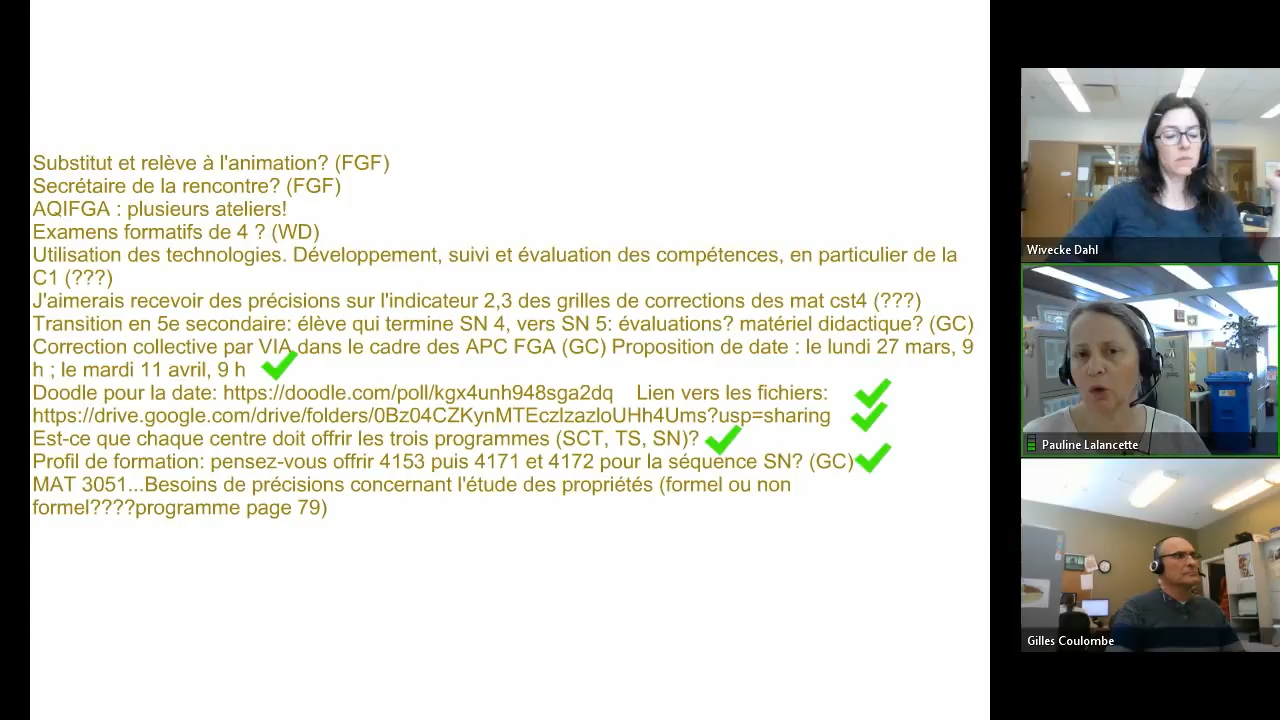 Substitut et relève à l'animation? (FGF)
Secrétaire de la rencontre? (FGF)
AQIFGA : plusieurs ateliers!
Examens formatifs de 4 ? (WD)
Utilisation des technologies. Développement, suivi et évaluation des compétences, en particulier de la
C1 (???)
J'aimerais recevoir des précisions sur l'indicateur 2,3 des grilles de corrections des mat cst4 (???)
Transition en 5e secondaire: élève qui termine SN 4, vers SN 5: évaluations? matériel didactique? (GC)
Correction collective par VIA dans le cadre des APC FGA (GC) Proposition de date : le lundi 27 mars, 9
h ; le mardi 11 avril, 9 h
Doodle pour la date: https://doodle.com/poll/kgx4unh948sga2dq Lien vers les fichiers:
https://drive.google.com/drive/folders/0Bz04CZKynMTEczlzazloUHh4Ums?usp=sharing
Est-ce que chaque centre doit offrir les trois programmes (SCT, TS, SN)?
Profil de formation: pensez-vous offrir 4153 puis 4171 et 4172 pour la séquence SN? (GC)
MAT 3051...Besoins de précisions concernant l'étude des propriétés (formel ou non
formel????programme page 79)
Wivecke Dahl
Pauline Lalancette
Gilles Coulombe